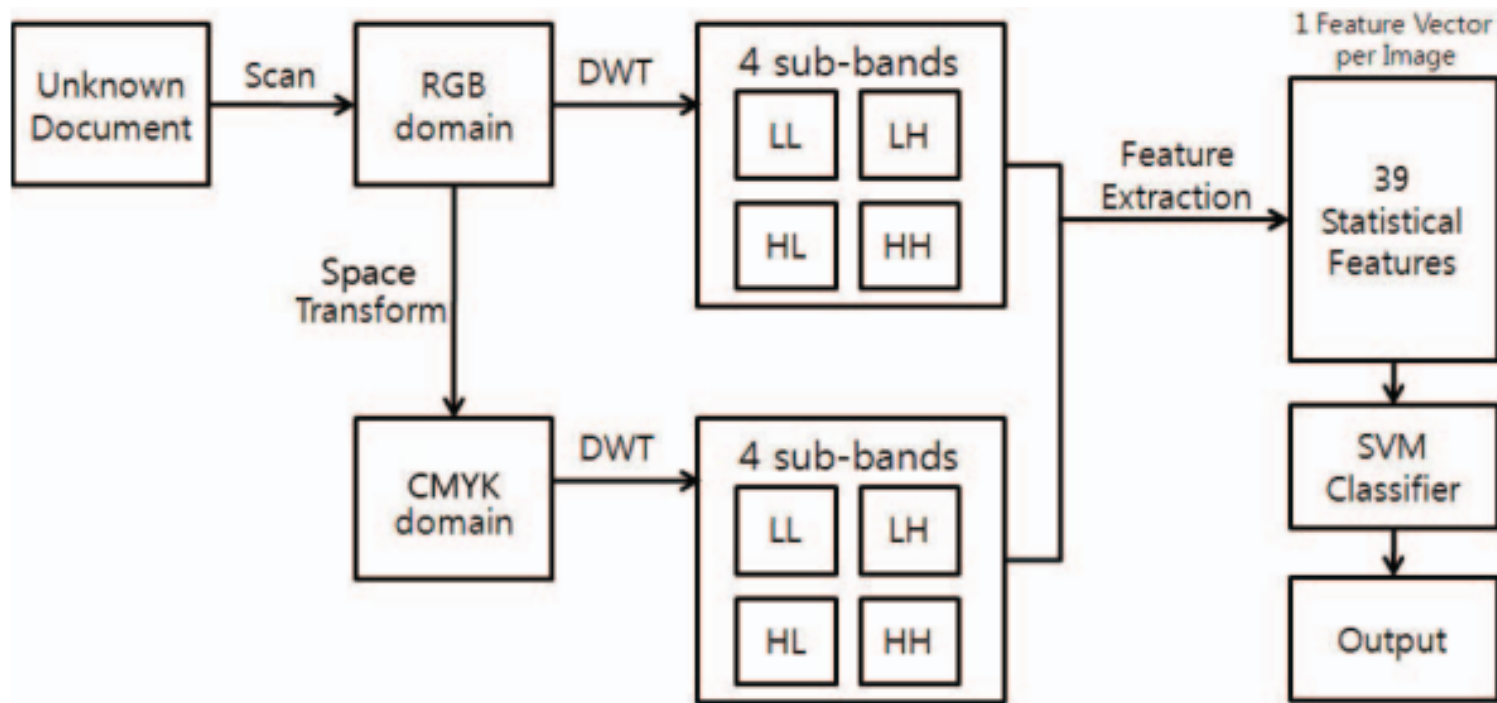 Unknown
Document
Scan
RGB
domain
DWT
4 sub-bands
LL LH
HL HH
Space
Transform
CMYK
domain
DWT
4 sub-bands
LL LH
HL HH
Feature
Extraction
1 Feature Vector
per Image
39
Statistical
Features
SVM
Classifier
Output